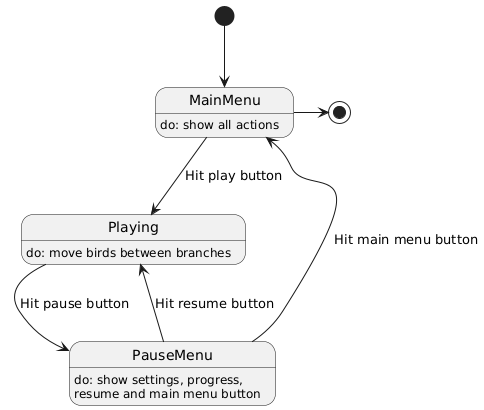 MainMenu
do: show all actions
Hit play button
Playing
do: move birds between branches
Hit main menu button
Hit pause button
Hit resume button
PauseMenu
do: show settings, progress,
resume and main menu button